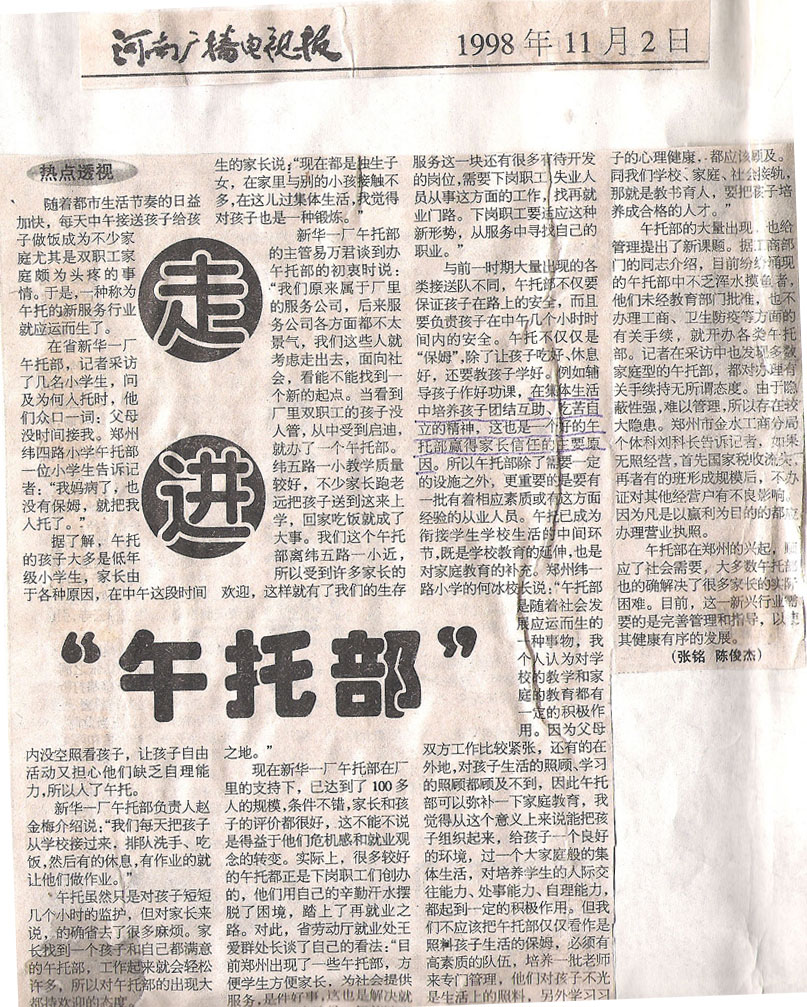 河南广播电视报
1998年11月2日
热点透视
走
进
“午托部”
随着都市生活节奏的日益
加快，每天中午接送孩子给孩
子做饭成为不少家
庭尤其是双职工家
庭颇为头疼的事
情。于是，一种称为
午托的新服务行业
就应运而生了。
在省新华一厂
午托部，记者采访
了几名小学生，问
及为何入托时，他
们众口一词：父母
没时间接我。郑州
纬四路小学午托部
一位小学生告诉记
者：“我妈病了，也
没有保姆，就把我
入托了。”
据了解，午托
的孩子大多是低年
级小学生，家长由
于各种原因，在中午这段时间
内没空照看孩子，让孩子自由
活动又担心他们缺乏自理能
力，所以入了午托。
新华一厂午托部负责人赵
金梅介绍说：“我们每天把孩子
从学校接过来，排队洗手、吃
饭，然后有的休息，有作业的就
让他们做作业。”
午托虽然只是对孩子短短
几个小时的监护，但对家长来
说，的确省去了很多麻烦。家
长找到一个孩子和自己都满意
的午托部，工作起来就会轻松
许多，所以对午托部的出现大
都持欢迎的态度。
生的家长说：“现在都是独生子
女，在家里与别的小孩接触不
多，在这儿过集体生活，我觉得
对孩子也是一种锻炼。”
新华一厂午托部
的主管易万君谈到办
午托部的初衷时说：
“我们原来属于厂里
的服务公司，后来服
务公司各方面都不太
景气，我们这些人就
考虑走出去，面向社
会，看能不能找到一
个新的起点。当看到
厂里双职工的孩子没
人管，从中受到启迪，
就办了一个午托部。
纬五路一小教学质量
较好，不少家长跑老
远把孩子送到这来上
学，回家吃饭就成了
大事。我们这个午托
部离纬五路一小近，
所以受到许多家长的
欢迎，这样就有了我们的生存
之地。”
现在新华一厂午托部在厂
里的支持下，已达到了100多
人的规模，条件不错，家长和孩
子的评价都很好，这不能不说
是得益于他们危机感和就业观
念的转变。实际上，很多较好
的午托都正是下岗职工们创办
的，他们用自己的辛勤汗水摆
脱了困境，踏上了再就业之
路。对此，省劳动厅就业处王
爱群处长谈了自己的看法：“目
前郑州出现了一些午托部，方
便学生方便家长，为社会提供
服务，是件好事，这也是解决就
服务这一块还有很多有待开发
的岗位，需要下岗职工、失业人
员从事这方面的工作，找再就
业门路。下岗职工要适应这种
新形势，从服务中寻找自己的
职业。”
与前一时期大量出现的各
类接送队不同，午托部不仅要
保证孩子在路上的安全，而且
要负责孩子在中午几个小时时
间内的安全。午托不仅仅是
“保姆”，除了让孩子吃好、休息
好，还要教孩子学好。例如辅
导孩子作好功课，在集体生活
中培养孩子团结互助、吃苦自
立的精神，这也是一个好的午
托部赢得家长信任的主要原
因。所以午托部除了需要一定
的设施之外，更重要的是要有
一批有着相应素质或有这方面
经验的从业人员。午托已成为
衔接学生学校生活的中间环
节，既是学校教育的延伸，也是
对家庭教育的补充。郑州纬一
路小学的何冰校长说：“午托部
是随着社会发
展应运而生的
一种事物，我
个人认为对学
校的教学和家
庭的教育都有
一定的积极作
用。因为父母
双方工作比较紧张，还有的在
外地，对孩子生活的照顾、学习
的照顾都顾及不到，因此午托
部可以弥补一下家庭教育，我
觉得从这个意义上来说能把孩
子组织起来，给孩子一个良好
的环境，过一个大家庭般的集
体生活，对培养学生的人际交
往能力、处事能力、自理能力，
都起到一定的积极作用。但我
们不应该把午托部仅仅看作是
照料孩子生活的保姆，必须有
高素质的队伍，培养一批老师
来专门管理，他们对孩子不光
是生活上的照料，另外学习习
子的心理健康，都应该顾及。
同我们学校、家庭、社会接轨，
那就是教书育人，要把孩子培
养成合格的人才。”
午托部的大量出现，也给
管理提出了新课题。据工商部
门的同志介绍，目前纷纷涌现
的午托部中不乏浑水摸鱼者，
他们未经教育部门批准，也不
办理工商、卫生防疫等方面的
有关手续，就开办各类午托
部。记者在采访中也发现多数
家庭型的午托部，都对办理有
关手续持无所谓态度。由于隐
蔽性强，难以管理，所以存在较
大隐患。郑州市金水工商分局
个体科刘科长告诉记者，如果
无照经营，首先国家税收流失，
再者有的班形成规模后，不办
证对其他经营户有不良影响。
因为凡是以赢利为目的的都应
办理营业执照。
午托部在郑州的兴起，顺
应了社会需要，大多数午托部
也的确解决了很多家长的实际
困难。目前，这一新兴行业需
要的是完善管理和指导，以使
其健康有序的发展。
（张铭 陈俊杰）